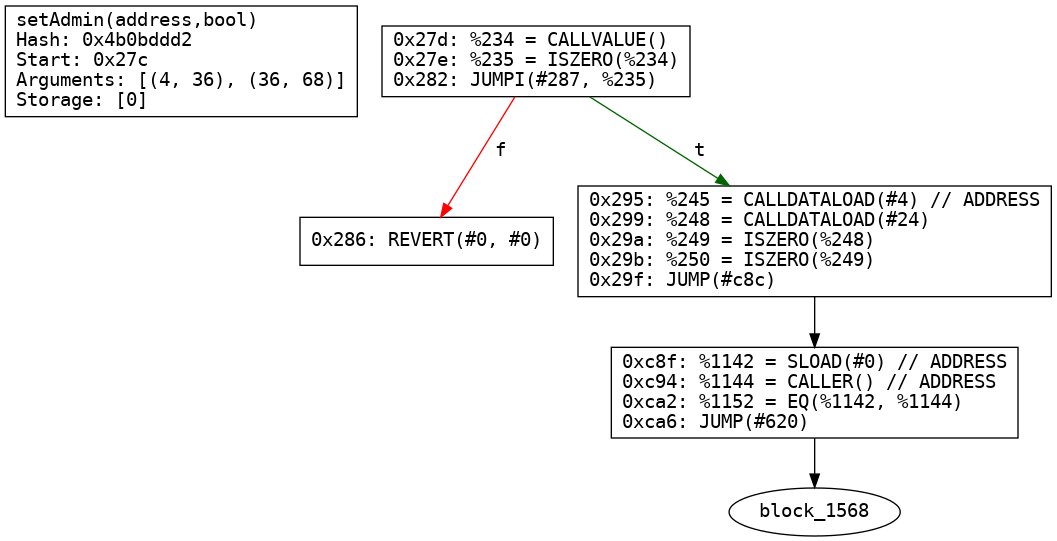 setAdmin(address,bool)
Hash: 0x4b0bddd2
Start: 0x27c
Arguments: [(4, 36), (36, 68)]
Storage: [0]
0x27d: %234 = CALLVALUE()
0x27e: %235 = ISZERO(%234)
0x282: JUMPI(#287, %235)
f
t
0x286: REVERT(#0, #0)
0x295: %245 = CALLDATALOAD(#4) // ADDRESS
0x299: %248 = CALLDATALOAD(#24)
0x29a: %249 = ISZERO(%248)
0x29b: %250 = ISZERO(%249)
0x29f: JUMP(#c8c)
0xc8f: %1142 = SLOAD(#0) // ADDRESS
0xc94: %1144 = CALLER() // ADDRESS
0xca2: %1152 = EQ(%1142, %1144)
0xca6: JUMP(#620)
block_1568